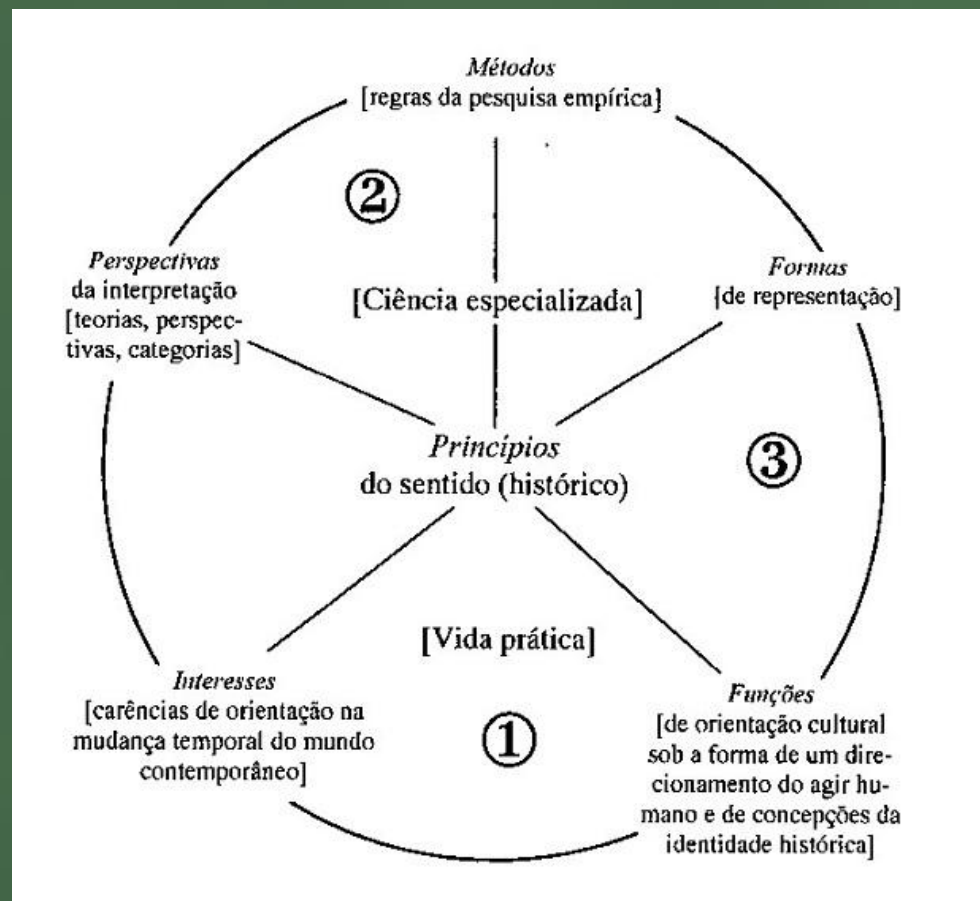 Métodos
[regras da pesquisa empírica]
②
Perspectivas
da interpretação
[teorias, perspec-
tivas, categorias]
Formas
[de representação]
[Ciência especializada]
Princípios
do sentido (histórico)
③
[Vida prática]
Interesses
[carências de orientação na
mudança temporal do mundo
contemporâneo]
①
Funções
[de orientação cultural
sob a forma de um dire-
cionamento do agir hu-
mano e de concepções da
identidade histórica]